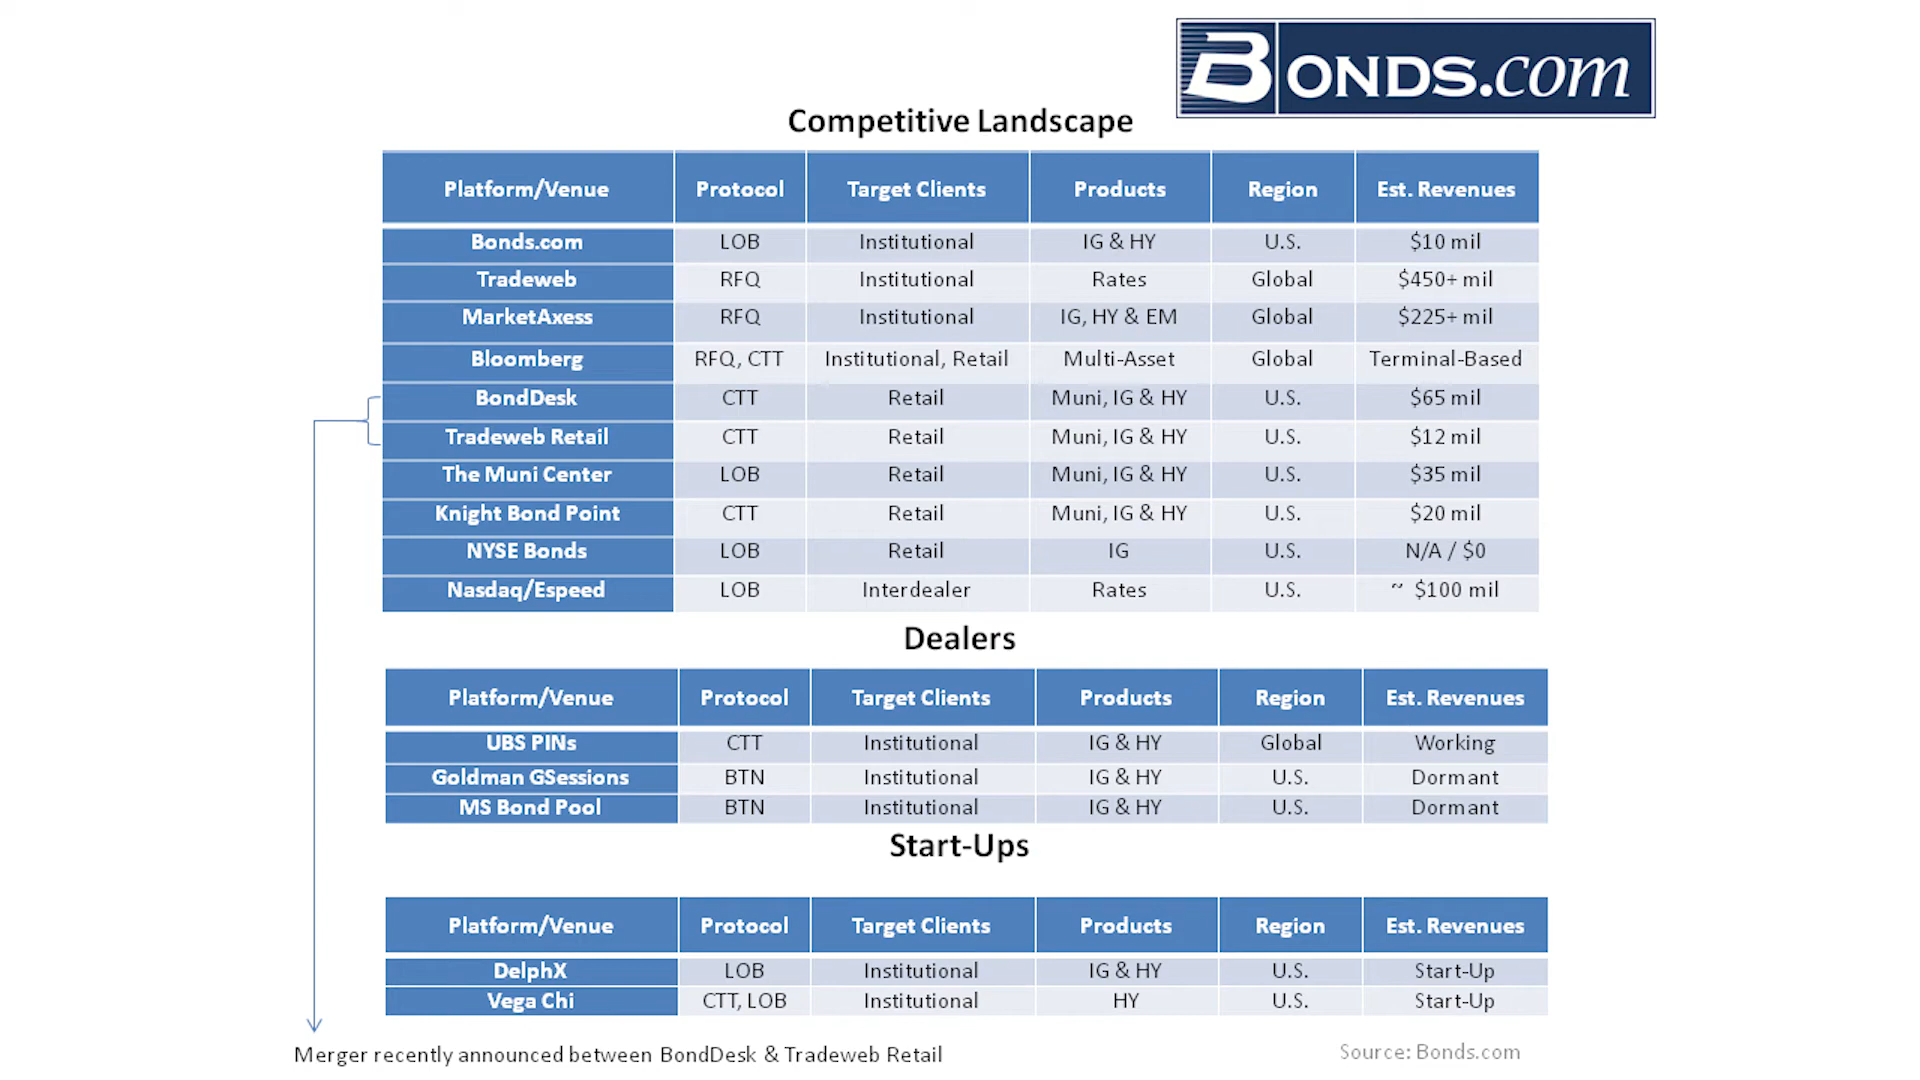 BONDS.com
Competitive Landscape
Platform/Venue Protocol Target Clients Products Region Est. Revenues
Bonds.com LOB Institutional IG & HY U.S. $10 mil
Tradeweb RFQ Institutional Rates Global $450+ mil
MarketAxess RFQ Institutional IG, HY & EM Global $225+ mil
Bloomberg RFQ, CTT Institutional, Retail Multi-Asset Global Terminal-Based
BondDesk CTT Retail Muni, IG & HY U.S. $65 mil
Tradeweb Retail CTT Retail Muni, IG & HY U.S. $12 mil
The Muni Center LOB Retail Muni, IG & HY U.S. $35 mil
Knight Bond Point CTT Retail Muni, IG & HY U.S. $20 mil
NYSE Bonds LOB Retail IG U.S. N/A / $0
Nasdaq/Espeed LOB Interdealer Rates U.S. ~ $100 mil
Dealers
Platform/Venue Protocol Target Clients Products Region Est. Revenues
UBS PINs CTT Institutional IG & HY Global Working
Goldman GSessions BTN Institutional IG & HY U.S. Dormant
MS Bond Pool BTN Institutional IG & HY U.S. Dormant
Start-Ups
Platform/Venue Protocol Target Clients Products Region Est. Revenues
DelphX LOB Institutional IG & HY U.S. Start-Up
Vega Chi CTT, LOB Institutional HY U.S. Start-Up
Merger recently announced between BondDesk & Tradeweb Retail
Source: Bonds.com